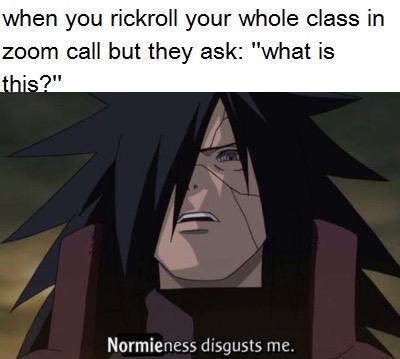 when you rickroll your whole class in
zoom call but they ask: "what is
this?"
Normieness disgusts me.